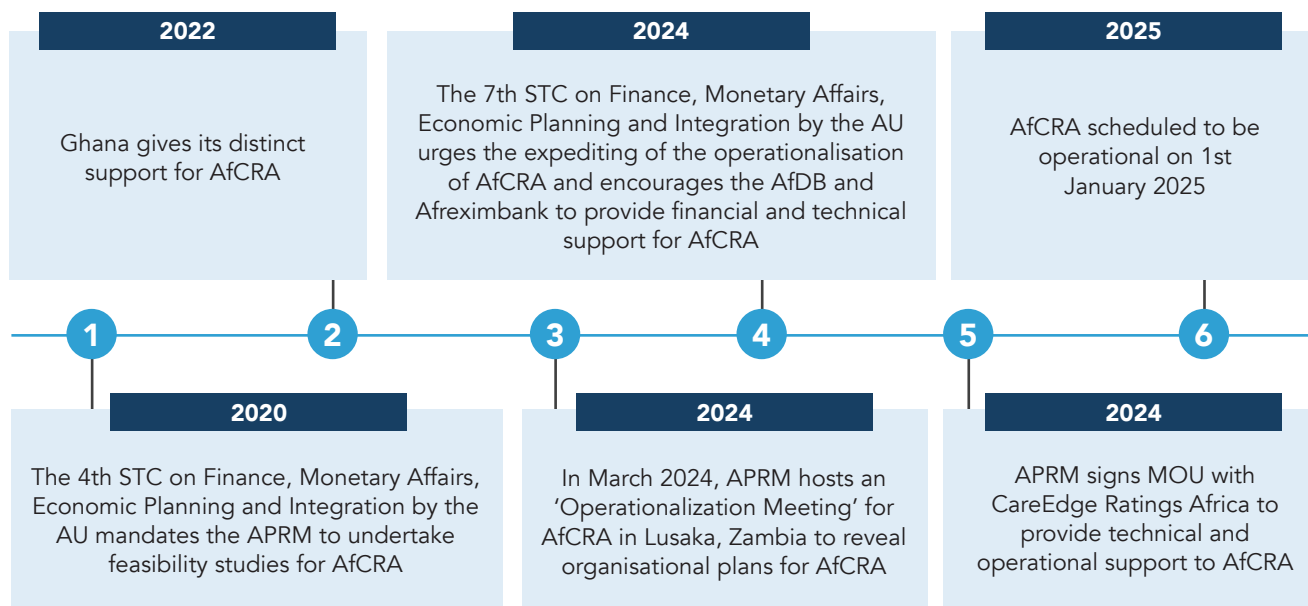 2022
Ghana gives its distinct
support for AfCRA
2024
The 7th STC on Finance, Monetary Affairs,
Economic Planning and Integration by the AU
urges the expediting of the operationalisation
of AfCRA and encourages the AfDB and
Afreximbank to provide financial and technical
support for AfCRA
2025
AfCRA scheduled to be
operational on 1st
January 2025
1
2
3
4
5
6
2020
The 4th STC on Finance, Monetary Affairs,
Economic Planning and Integration by the
AU mandates the APRM to undertake
feasibility studies for AfCRA
2024
In March 2024, APRM hosts an
‘Operationalization Meeting’ for
AfCRA in Lusaka, Zambia to reveal
organisational plans for AfCRA
2024
APRM signs MOU with
CareEdge Ratings Africa to
provide technical and
operational support to AfCRA